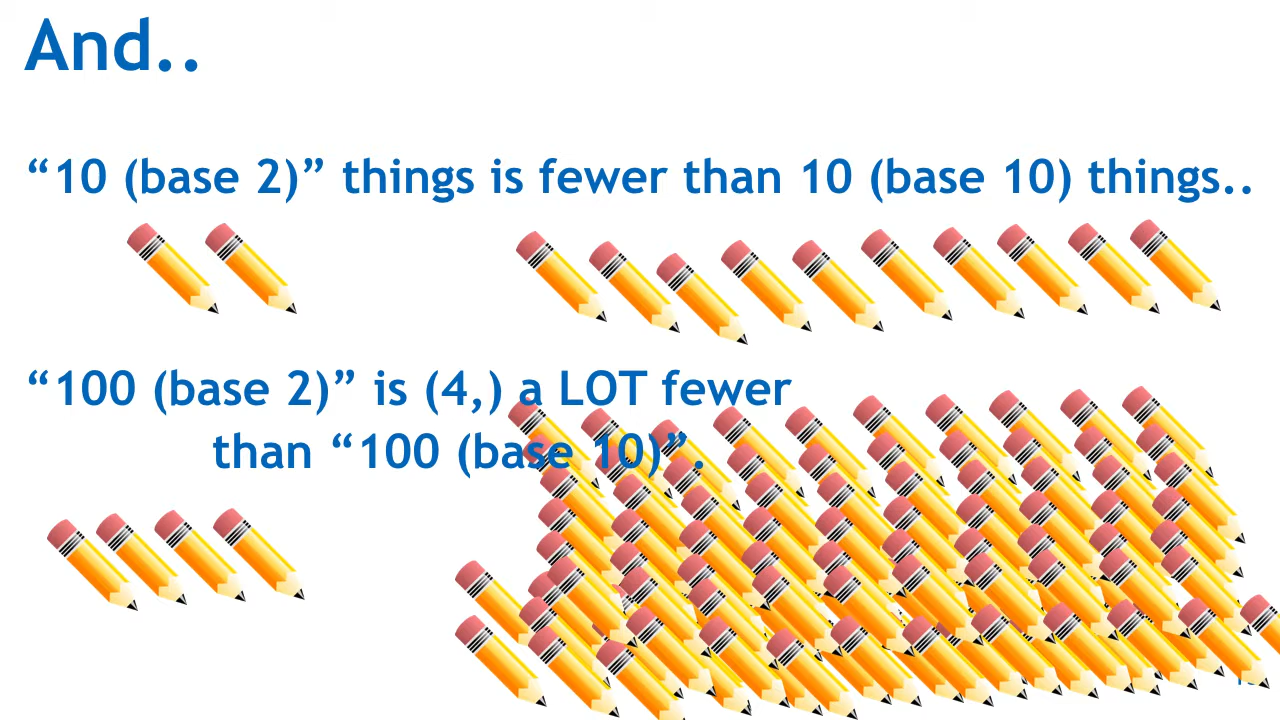 And..
“10 (base 2)” things is fewer than 10 (base 10) things..
“100 (base 2)” is (4,) a LOT fewer
than “100 (base 10)”.